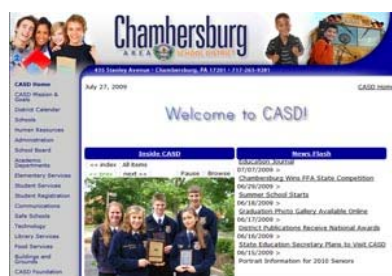 Chambersburg
AREA SCHOOL DISTRICT
435 Stanley Avenue · Chambersburg, PA 17201 · 717-263-9281
CASD Home
CASD Mission & Goals
District Calendar
Schools
Human Resources
Administration
School Board
Academic Departments
Elementary Services
Student Services
Student Registration
Communications
Safe Schools
Technology
Library Services
Food Services
Buildings and Grounds
CASD Foundation
July 27, 2009
CASD Home
Welcome to CASD!
Inside CASD
<< index All items
<< prev next >> Pause Browse
News Flash
Education Journal
07/07/2009 >
Chambersburg Wins FFA State Competition
06/29/2009 >
Summer School Starts
06/18/2009 >
Graduation Photo Gallery Available Online
06/17/2009 >
District Publications Receive National Awards
06/16/2009 >
State Education Secretary Plans to Visit CASD
06/15/2009 >
Portrait Information for 2010 Seniors